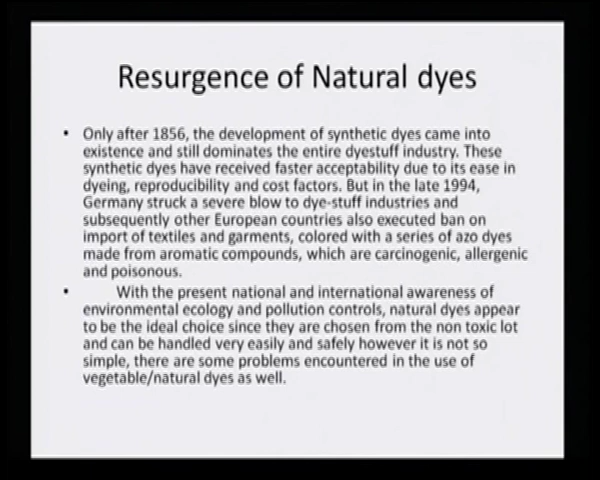 Resurgence of Natural dyes
• Only after 1856, the development of synthetic dyes came into
existence and still dominates the entire dyestuff industry. These
synthetic dyes have received faster acceptability due to its ease in
dyeing, reproducibility and cost factors. But in the late 1994,
Germany struck a severe blow to dye-stuff industries and
subsequently other European countries also executed ban on
import of textiles and garments, colored with a series of azo dyes
made from aromatic compounds, which are carcinogenic, allergenic
and poisonous.
• With the present national and international awareness of
environmental ecology and pollution controls, natural dyes appear
to be the ideal choice since they are chosen from the non toxic lot
and can be handled very easily and safely however it is not so
simple, there are some problems encountered in the use of
vegetable/natural dyes as well.